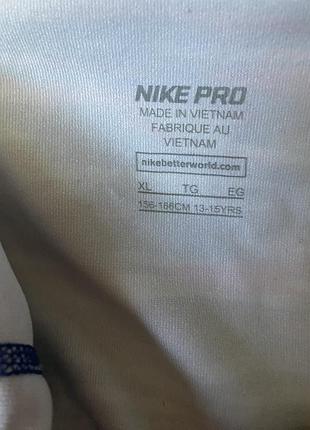 NIKE PRO
MADE IN VIETNAM
FABRIQUE AU
VIETNAM
nikebetterworld.com
XL TG EG
156-166CM 13-15YRS